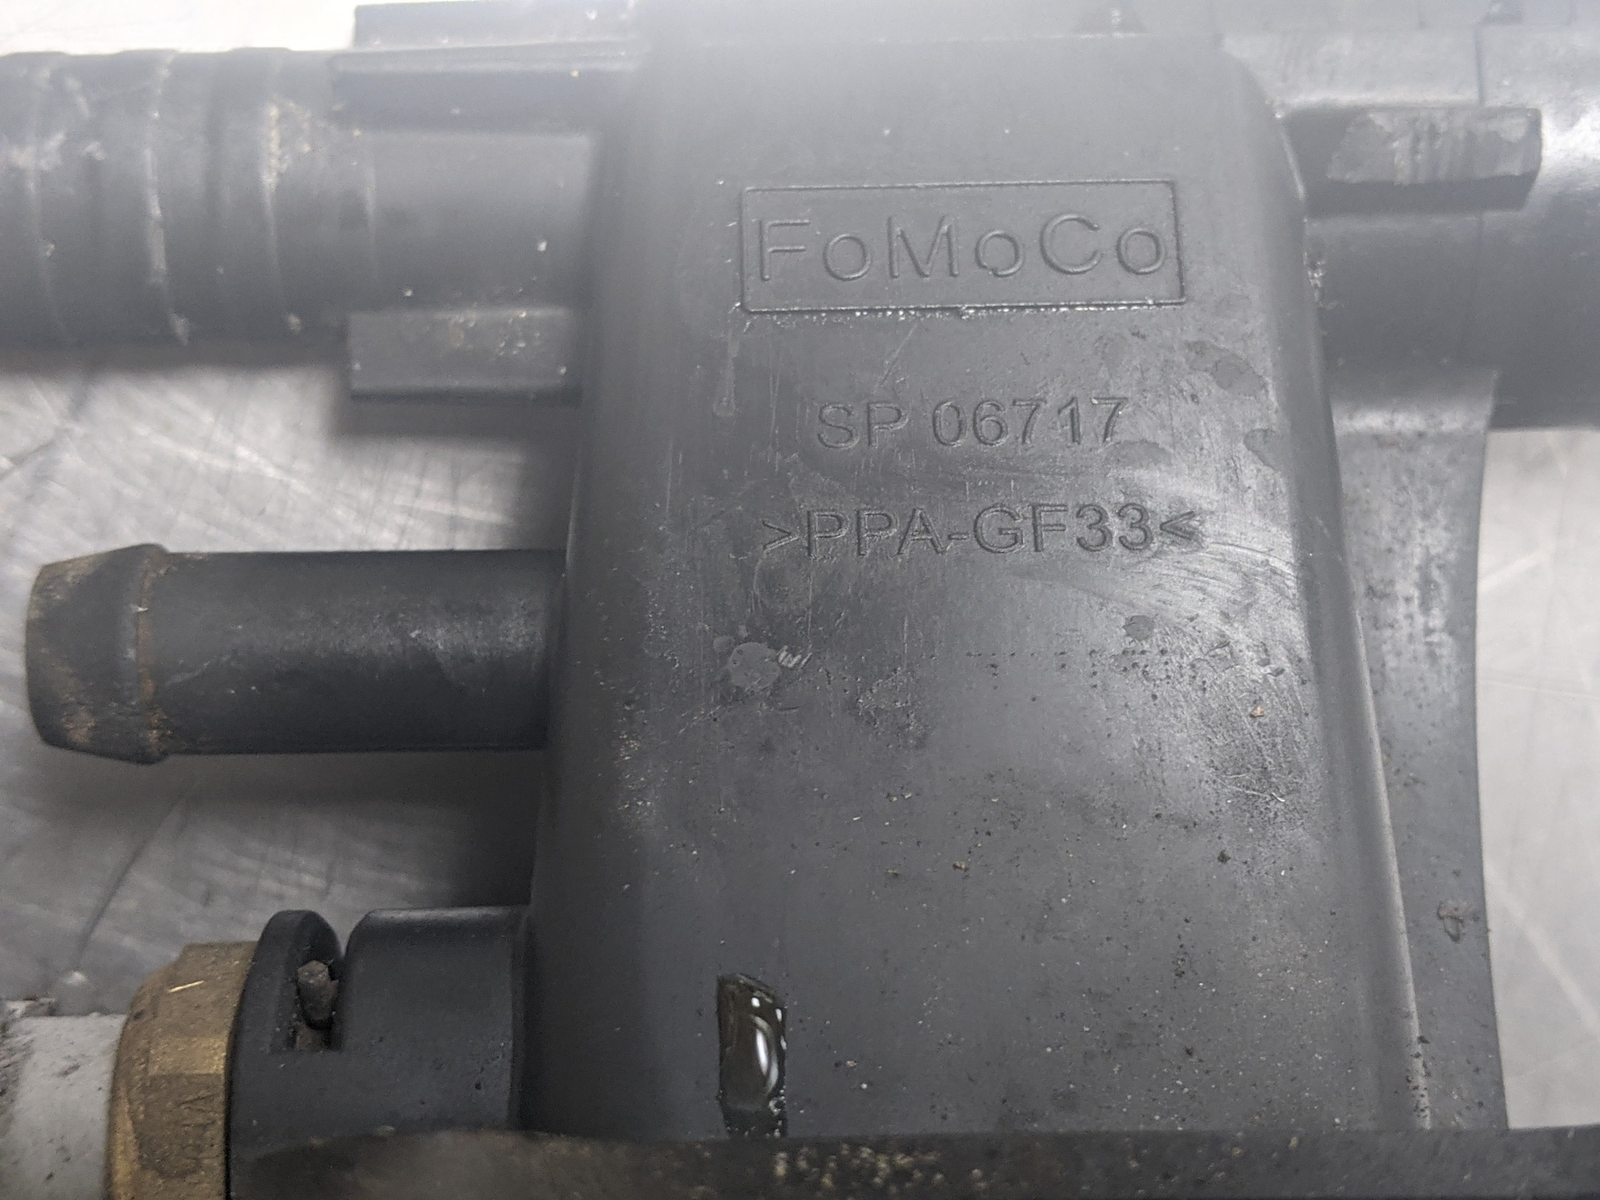 FoMoCo
SP 06717
>PPA-GF33<